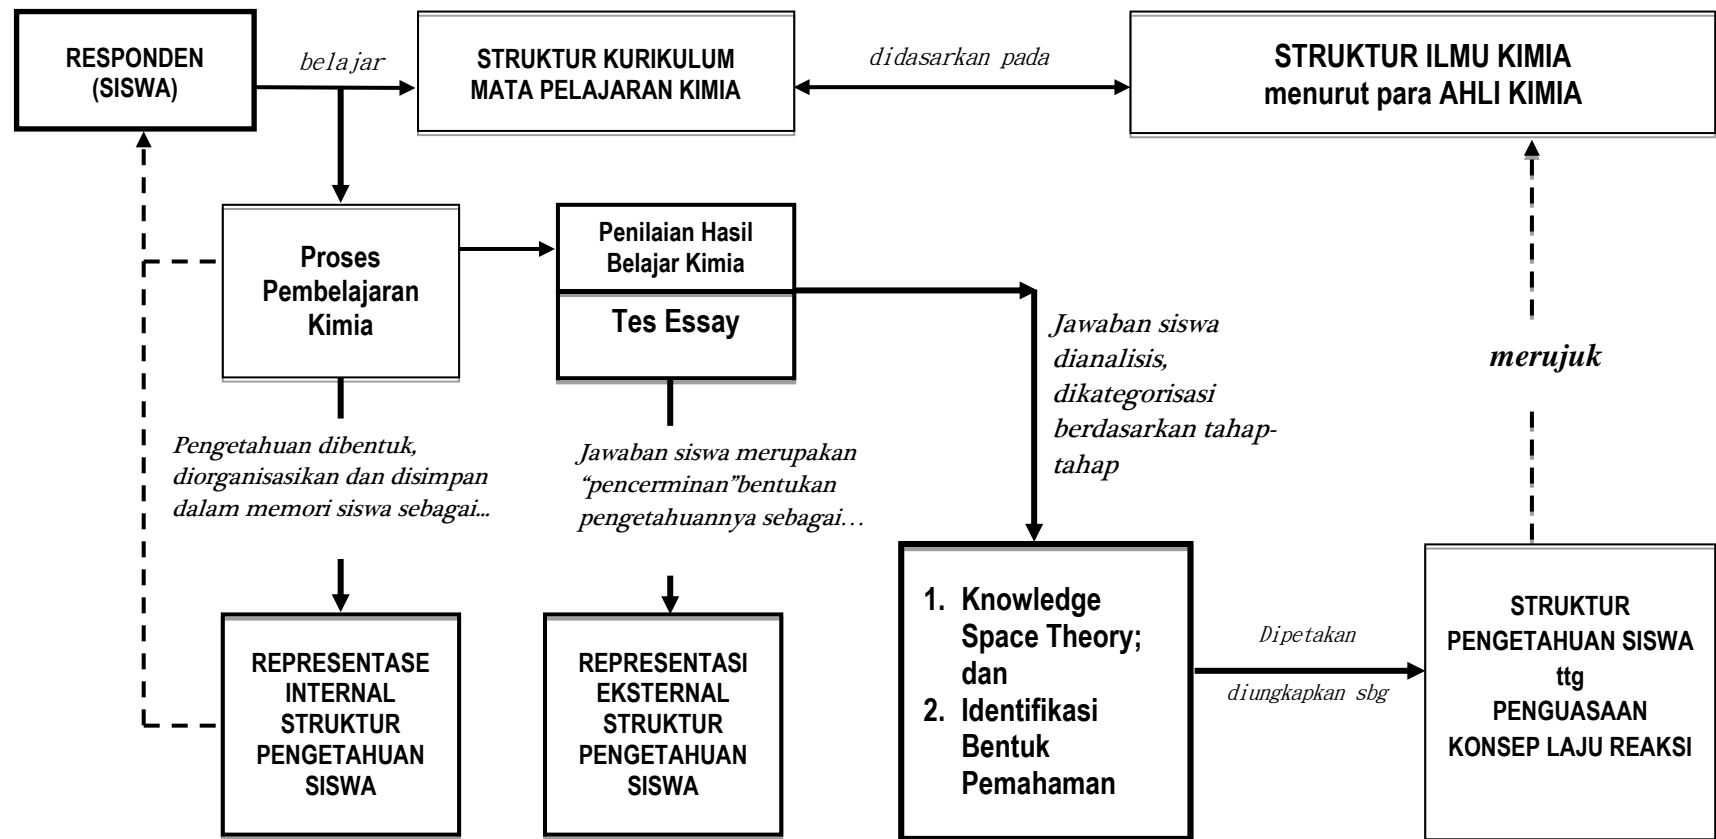 RESPONDEN
(SISWA)
belajar
STRUKTUR KURIKULUM
MATA PELAJARAN KIMIA
didasarkan pada
STRUKTUR ILMU KIMIA
menurut para AHLI KIMIA
Proses
Pembelajaran
Kimia
Penilaian Hasil
Belajar Kimia
Tes Essay
Jawaban siswa
dianalisis,
dikategorisasi
berdasarkan tahap-
tahap
merujuk
Pengetahuan dibentuk,
diorganisasikan dan disimpan
dalam memori siswa sebagai...
Jawaban siswa merupakan
“pencerminan”bentukan
pengetahuannya sebagai…
REPRESENTASE
INTERNAL
STRUKTUR
PENGETAHUAN
SISWA
REPRESENTASI
EKSTERNAL
STRUKTUR
PENGETAHUAN
SISWA
1. Knowledge
Space Theory;
dan
2. Identifikasi
Bentuk
Pemahaman
Dipetakan
diungkapkan sbg
STRUKTUR
PENGETAHUAN SISWA
ttg
PENGUASAAN
KONSEP LAJU REAKSI